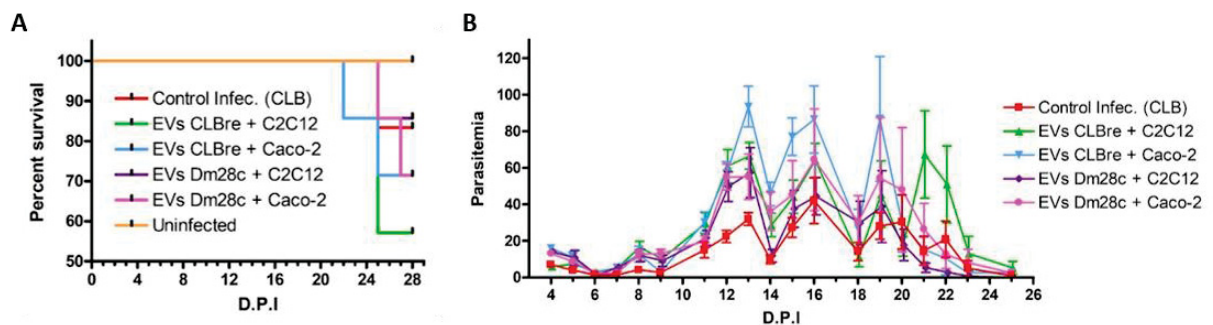 A
Percent survival
100
90
80
70
60
50
0 4 8 12 16 20 24 28
D.P.I
Control Infec. (CLB)
EVs CLBre + C2C12
EVs CLBre + Caco-2
EVs Dm28c + C2C12
EVs Dm28c + Caco-2
Uninfected
B
Parasitemia
120
100
80
60
40
20
0
4 6 8 10 12 14 16 18 20 22 24 26
D.P.I
Control Infec. (CLB)
EVs CLBre + C2C12
EVs CLBre + Caco-2
EVs Dm28c + C2C12
EVs Dm28c + Caco-2